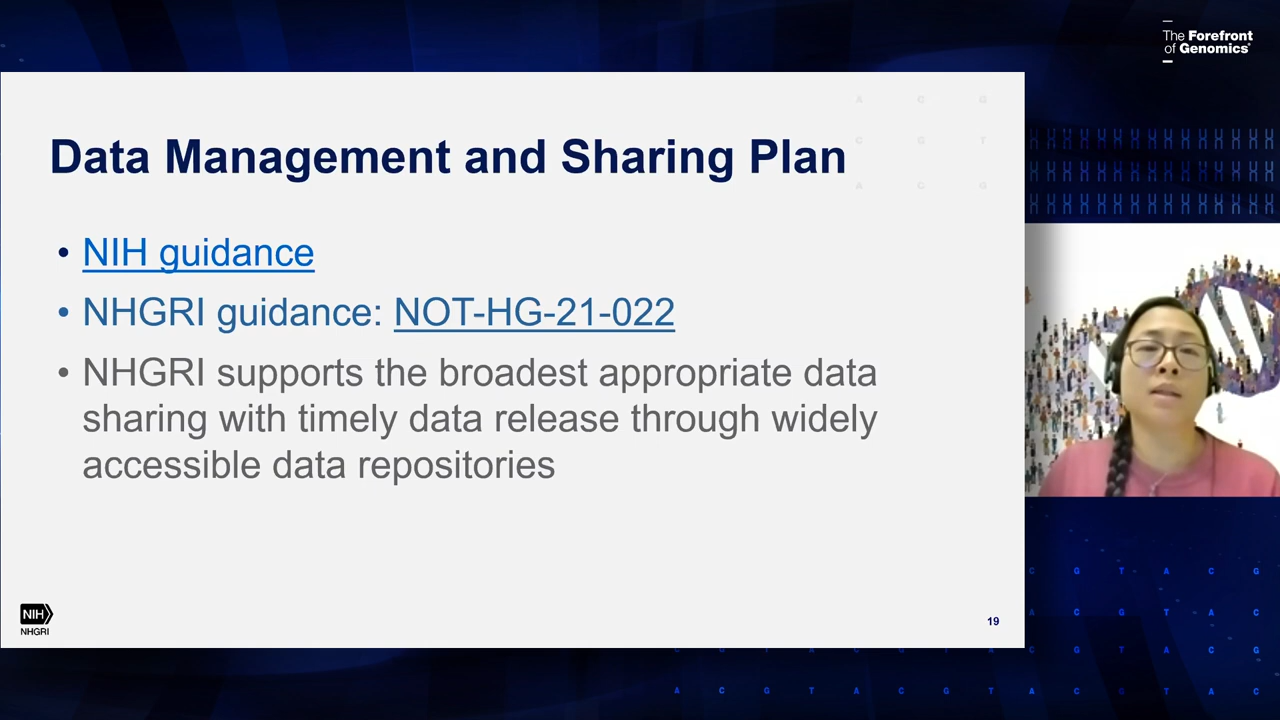 The Forefront
of Genomics®
Data Management and Sharing Plan
• NIH guidance
• NHGRI guidance: NOT-HG-21-022
• NHGRI supports the broadest appropriate data
sharing with timely data release through widely
accessible data repositories
NIH
NHGRI
19
A C G
C G T
A C G
C G T A C G
A C G T A C
C G T A C G T A C G T A C G
A C G T A C G T A C G T A C